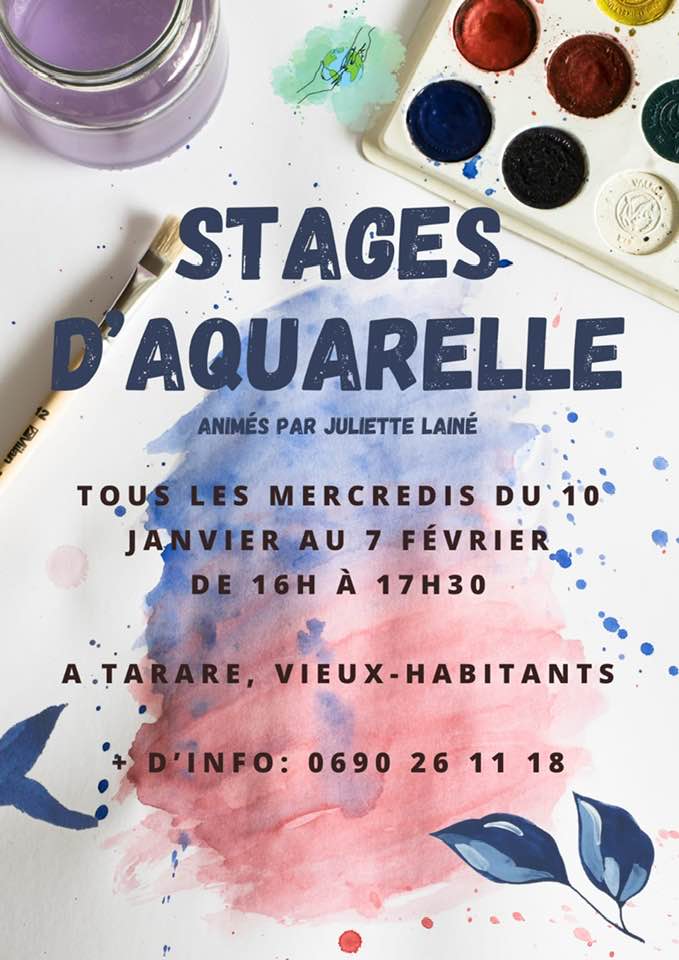 STAGES
D'AQUARELLE
ANIMÉS PAR JULIETTE LAINÉ
TOUS LES MERCREDIS DU 10
JANVIER AU 7 FÉVRIER
DE 16H À 17H30
A TARARE, VIEUX-HABITANTS
+ D'INFO: 0690 26 11 18